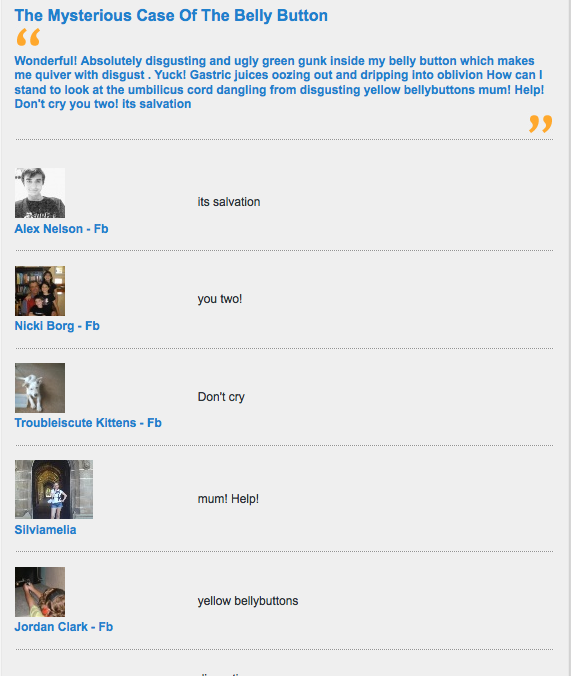 The Mysterious Case Of The Belly Button
“
Wonderful! Absolutely disgusting and ugly green gunk inside my belly button which makes
me quiver with disgust . Yuck! Gastric juices oozing out and dripping into oblivion How can I
stand to look at the umbilicus cord dangling from disgusting yellow bellybuttons mum! Help!
Don't cry you two! its salvation
”
its salvation
Alex Nelson - Fb
you two!
Nicki Borg - Fb
Don't cry
Troubleiscute Kittens - Fb
mum! Help!
Silviamelia
yellow bellybuttons
Jordan Clark - Fb